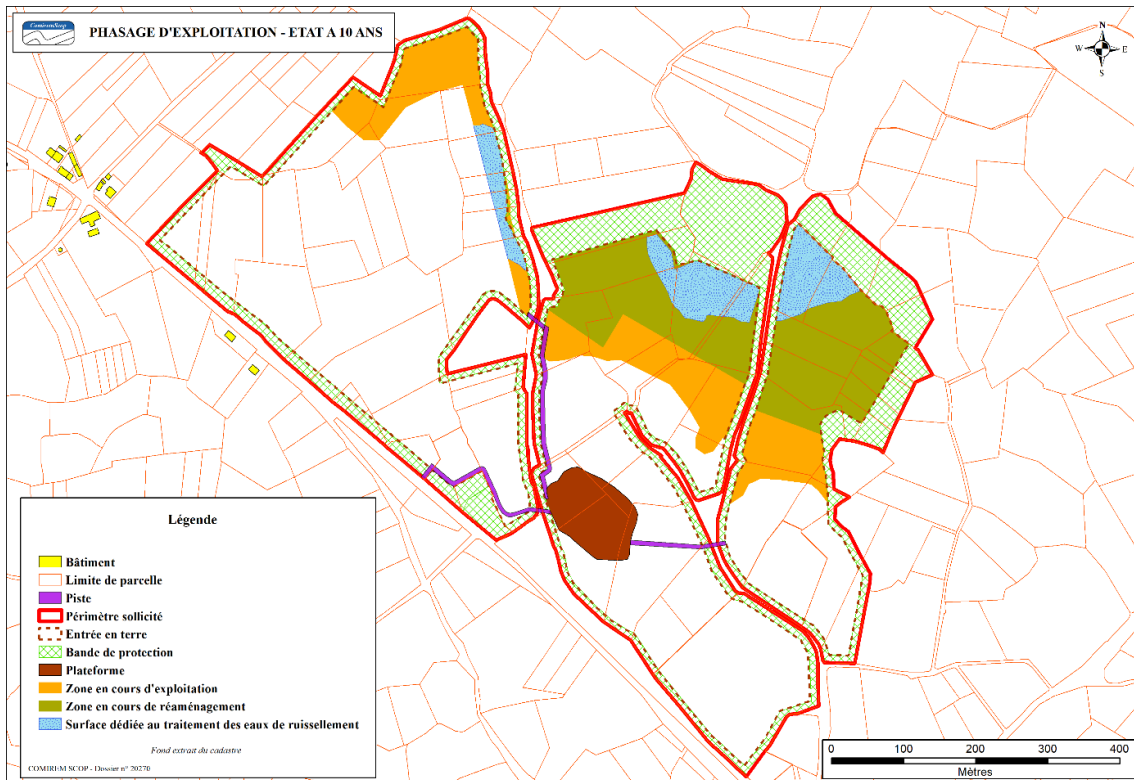 ComiremScop
PHASAGE D'EXPLOITATION - ETAT A 10 ANS
N
W E
S
Légende
Bâtiment
Limite de parcelle
Piste
Périmètre sollicité
Entrée en terre
Bande de protection
Plateforme
Zone en cours d'exploitation
Zone en cours de réaménagement
Surface dédiée au traitement des eaux de ruissellement
Fond extrait du cadastre
COMIREM SCOP - Dossier n° 20270
0 100 200 300 400
Mètres